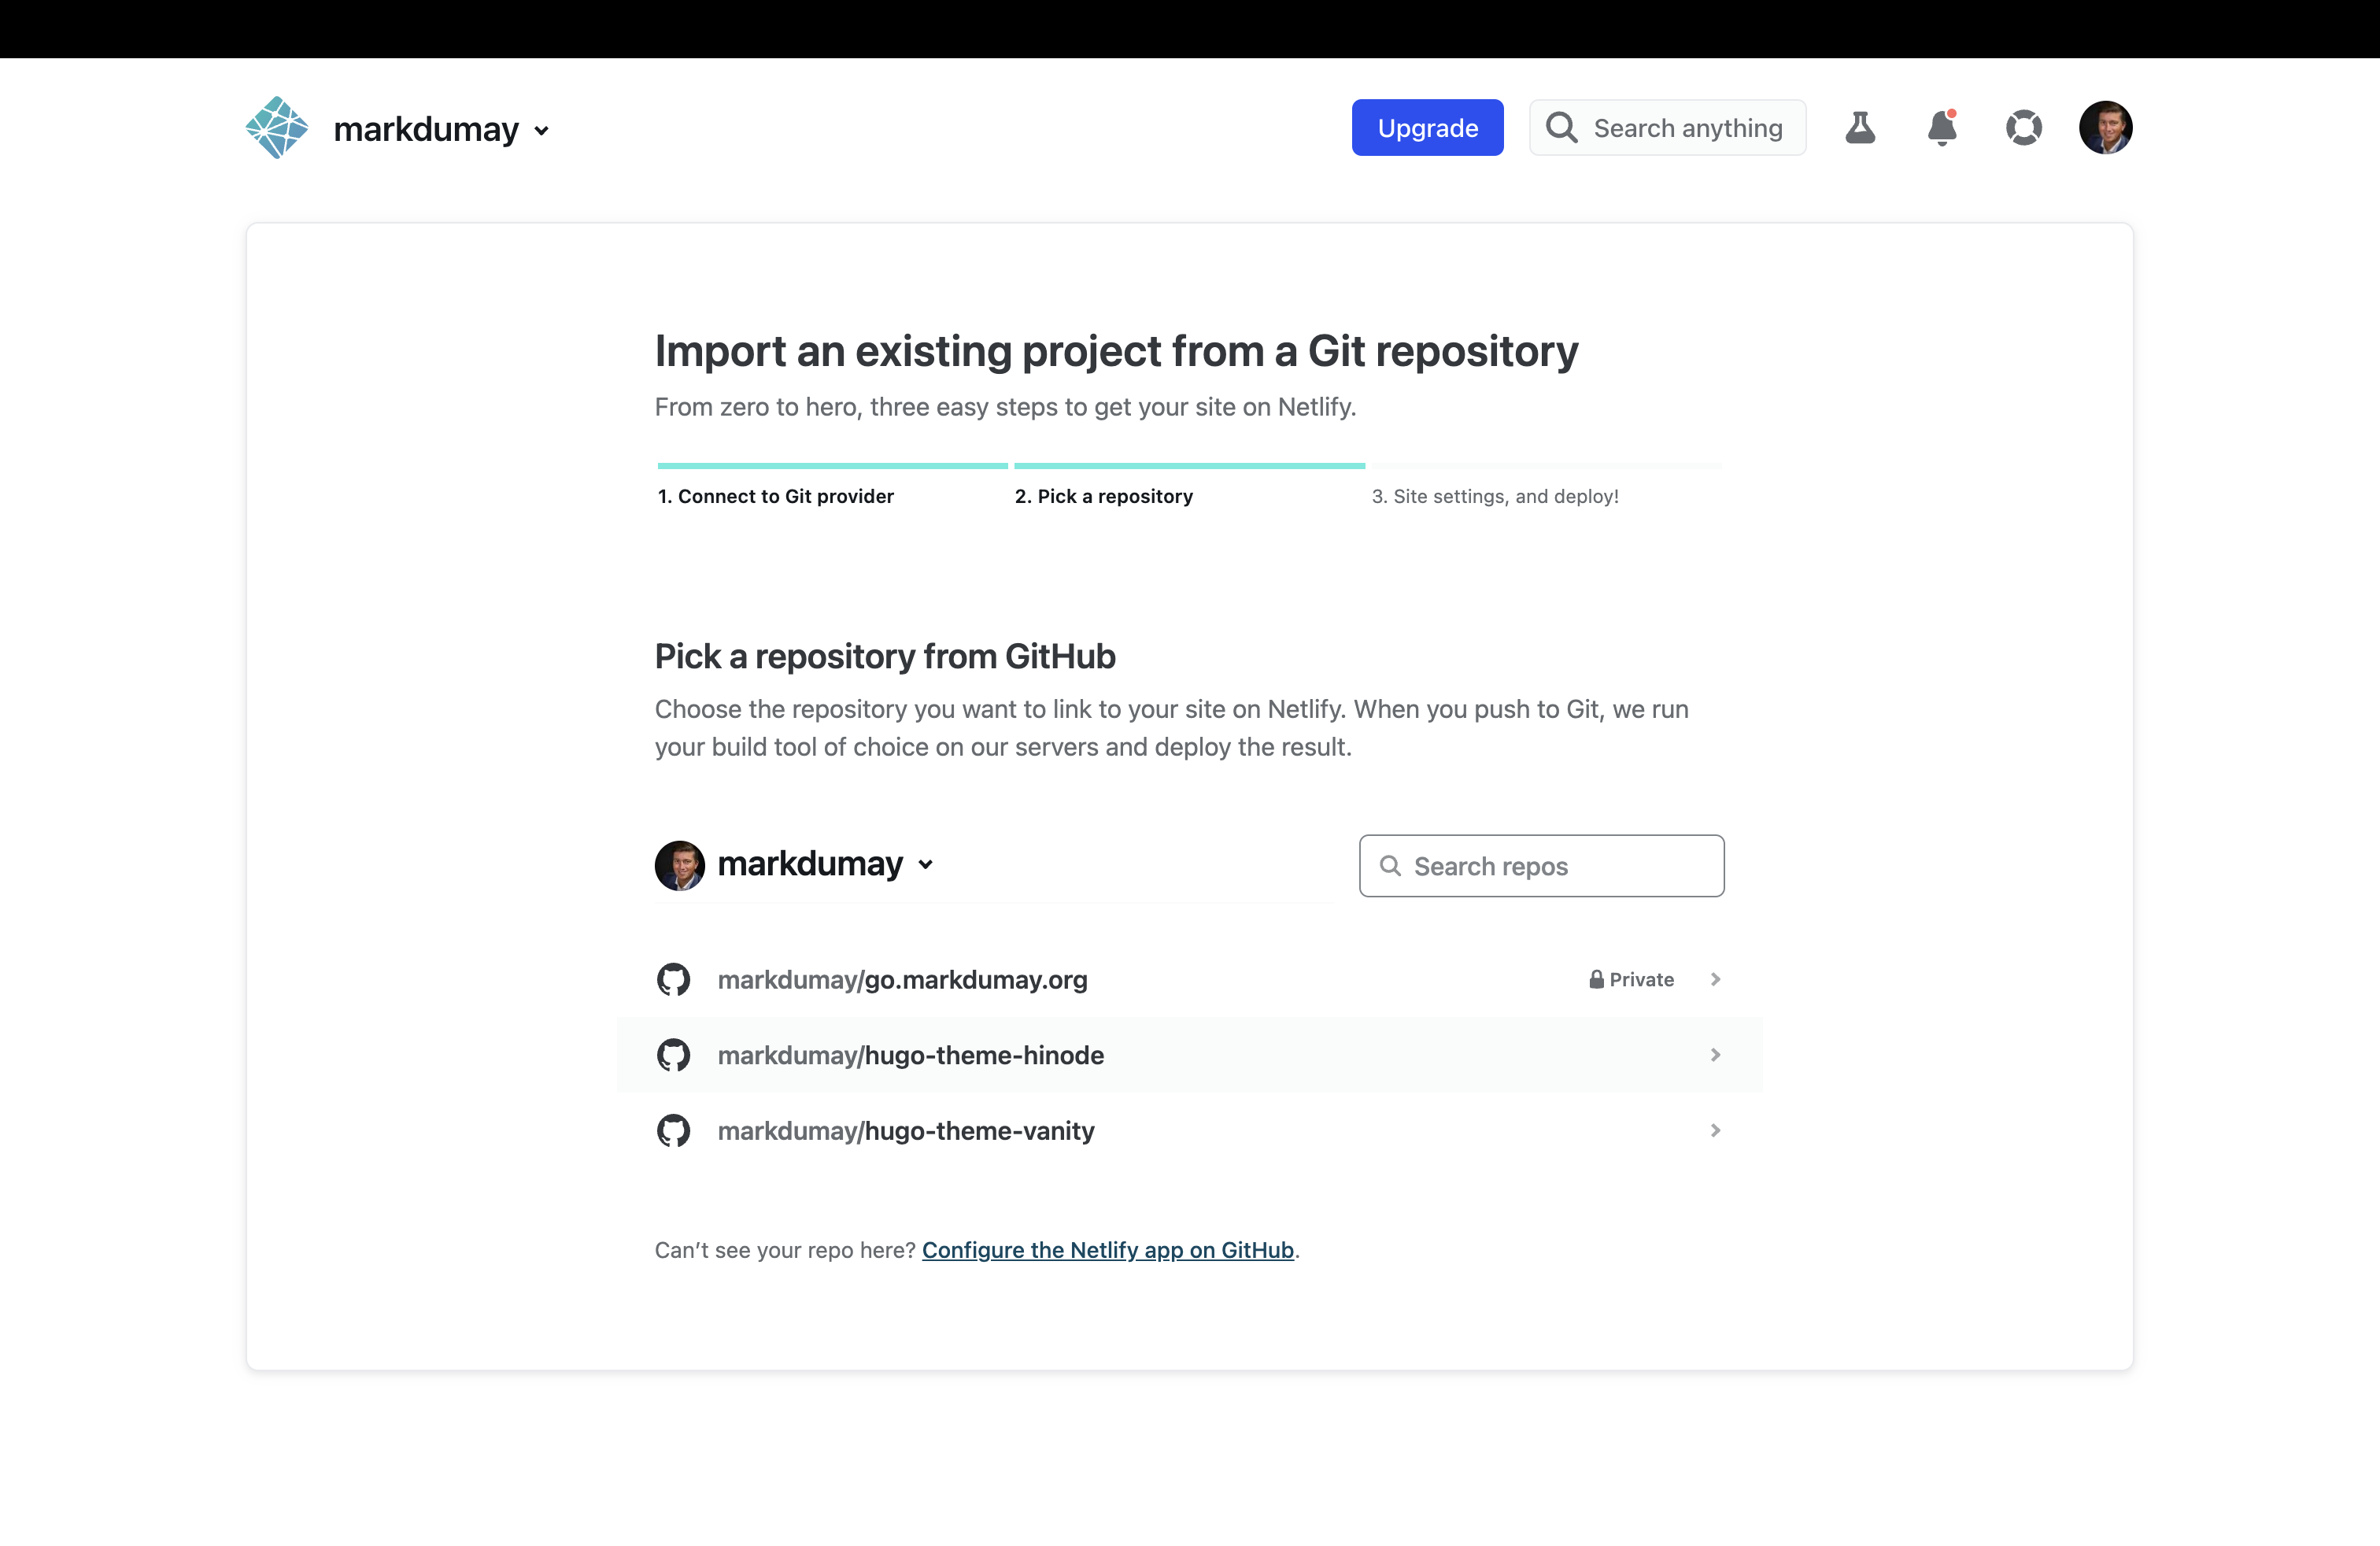 markdumay
Upgrade
Search anything
Import an existing project from a Git repository
From zero to hero, three easy steps to get your site on Netlify.
1. Connect to Git provider
2. Pick a repository
3. Site settings, and deploy!
Pick a repository from GitHub
Choose the repository you want to link to your site on Netlify. When you push to Git, we run
your build tool of choice on our servers and deploy the result.
markdumay
Search repos
markdumay/go.markdumay.org
Private
markdumay/hugo-theme-hinode
markdumay/hugo-theme-vanity
Can’t see your repo here? Configure the Netlify app on GitHub.